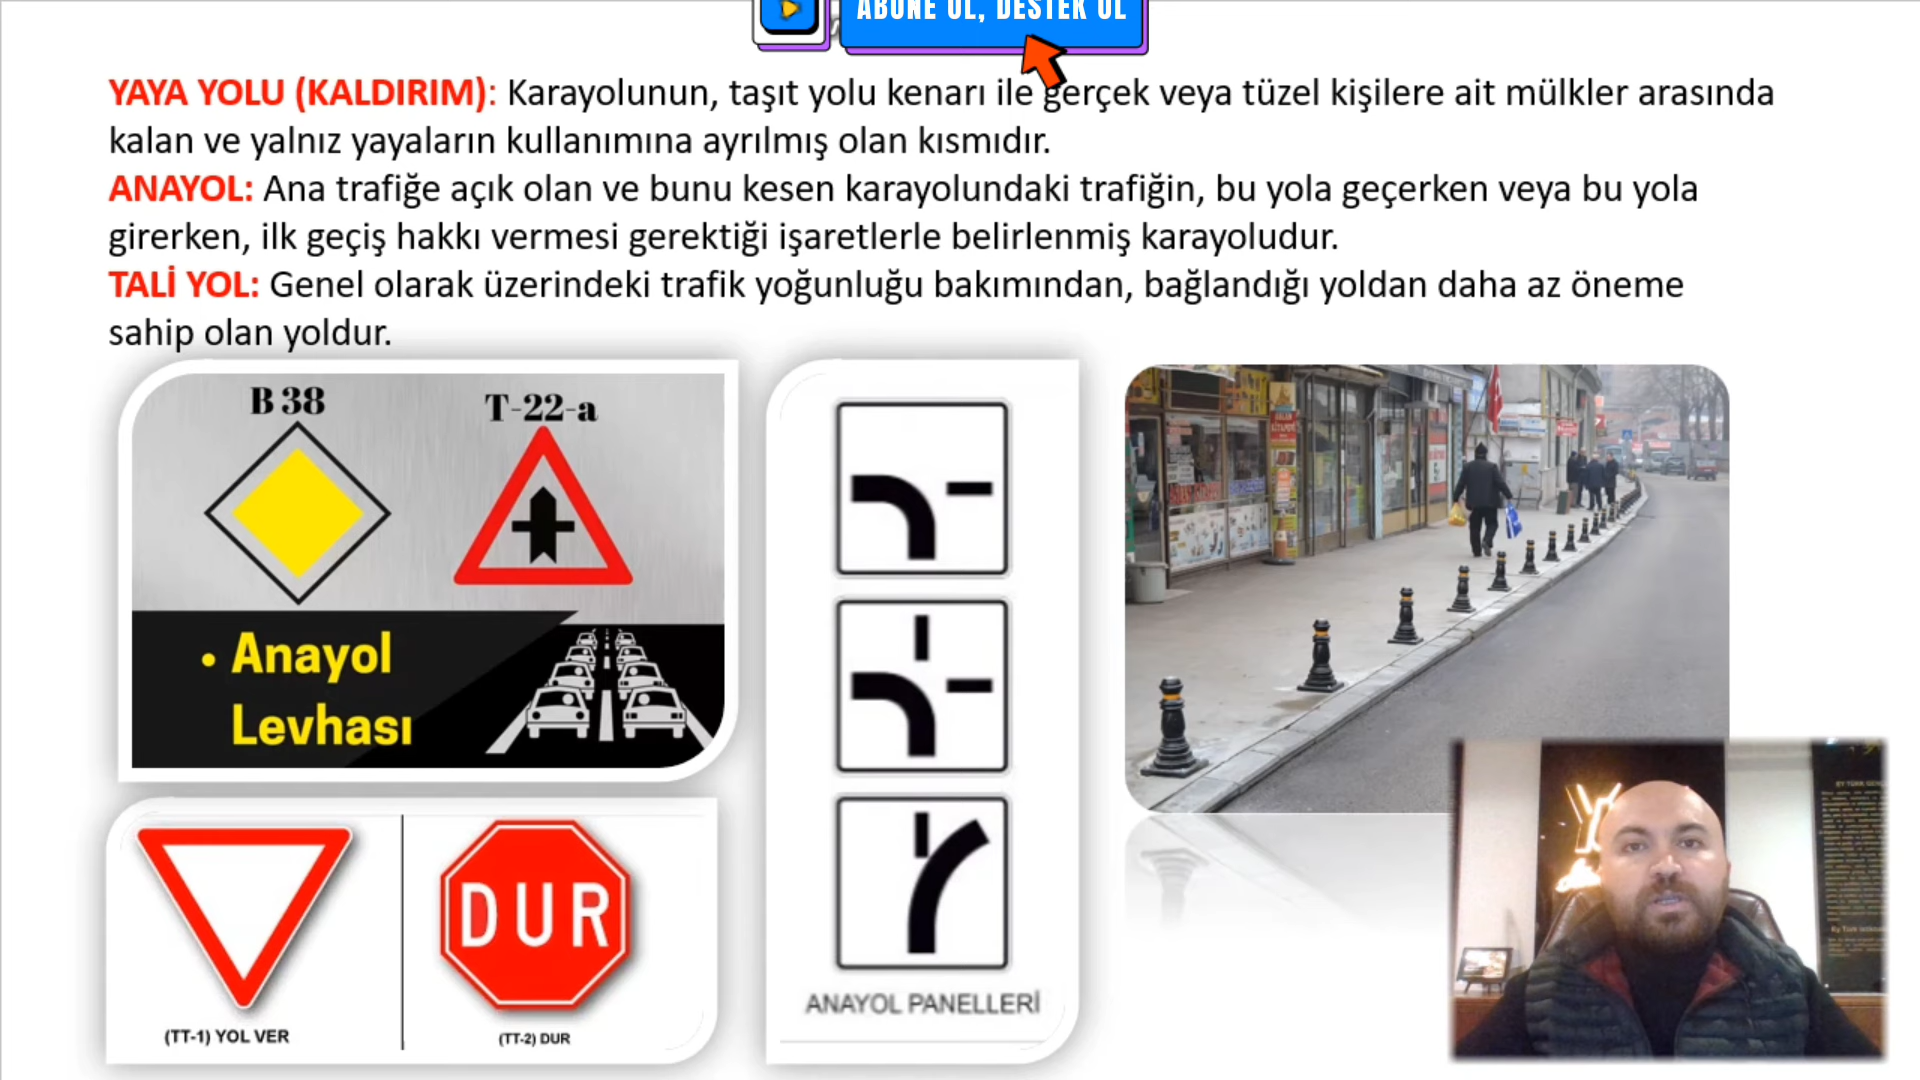 ABONE OL, DESTEK OL
YAYA YOLU (KALDIRIM): Karayolunun, taşıt yolu kenarı ile gerçek veya tüzel kişilere ait mülkler arasında
kalan ve yalnız yayaların kullanımına ayrılmış olan kısmıdır.
ANAYOL: Ana trafiğe açık olan ve bunu kesen karayolundaki trafiğin, bu yola geçerken veya bu yola
girerken, ilk geçiş hakkı vermesi gerektiği işaretlerle belirlenmiş karayoludur.
TALİ YOL: Genel olarak üzerindeki trafik yoğunluğu bakımından, bağlandığı yoldan daha az öneme
sahip olan yoldur.
B 38
T-22-a
• Anayol
Levhası
DUR
(TT-1) YOL VER
(TT-2) DUR
ANAYOL PANELLERİ